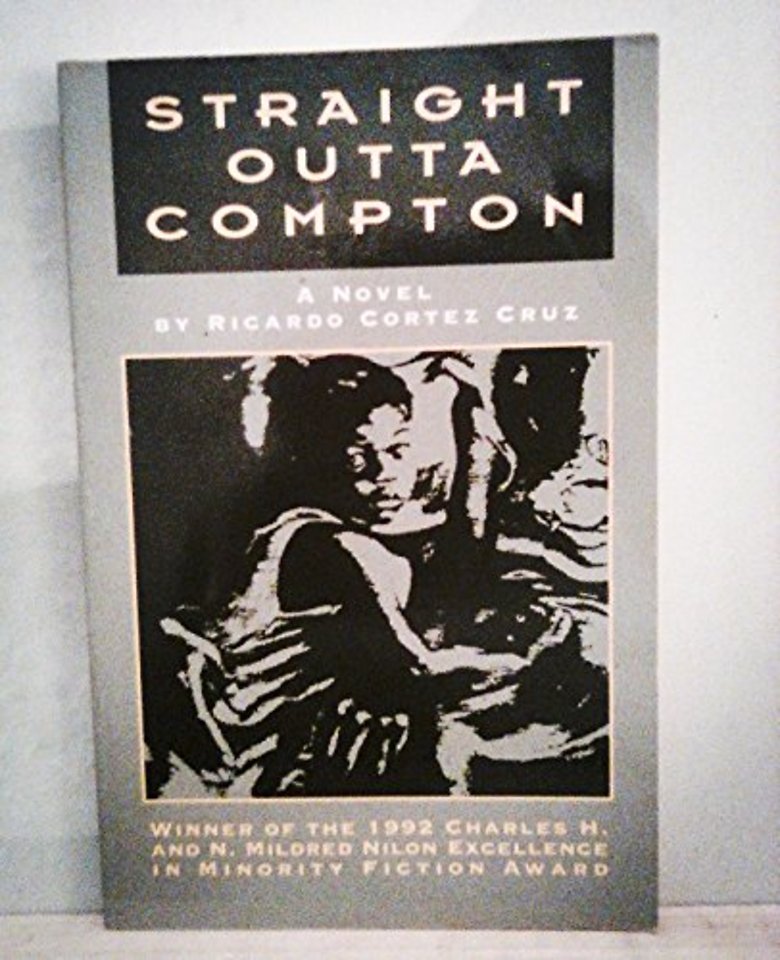 STRAIGHT
OUTTA
COMPTON
A NOVEL
BY RICARDO CORTEZ CRUZ
WINNER OF THE 1992 CHARLES H.
AND N. MILDRED NILON EXCELLENCE
IN MINORITY FICTION AWARD